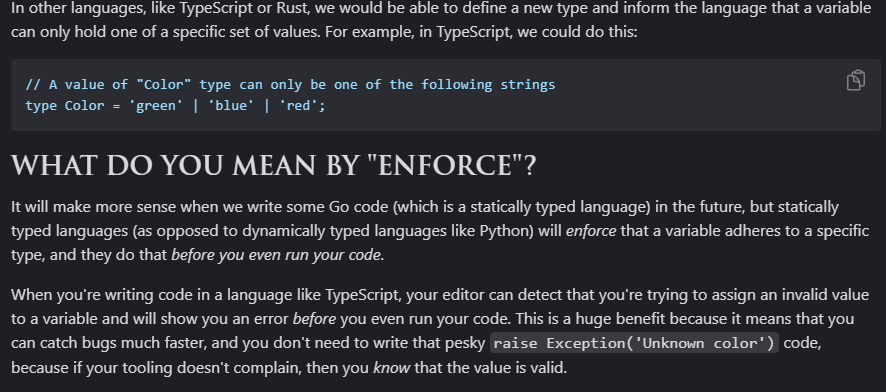 In other languages, like TypeScript or Rust, we would be able to define a new type and inform the language that a variable
can only hold one of a specific set of values. For example, in TypeScript, we could do this:
// A value of "Color" type can only be one of the following strings
type Color = 'green' | 'blue' | 'red';
WHAT DO YOU MEAN BY "ENFORCE"?
It will make more sense when we write some Go code (which is a statically typed language) in the future, but statically
typed languages (as opposed to dynamically typed languages like Python) will enforce that a variable adheres to a specific
type, and they do that before you even run your code.
When you're writing code in a language like TypeScript, your editor can detect that you're trying to assign an invalid value
to a variable and will show you an error before you even run your code. This is a huge benefit because it means that you
can catch bugs much faster, and you don't need to write that pesky raise Exception('Unknown color') code,
because if your tooling doesn't complain, then you know that the value is valid.